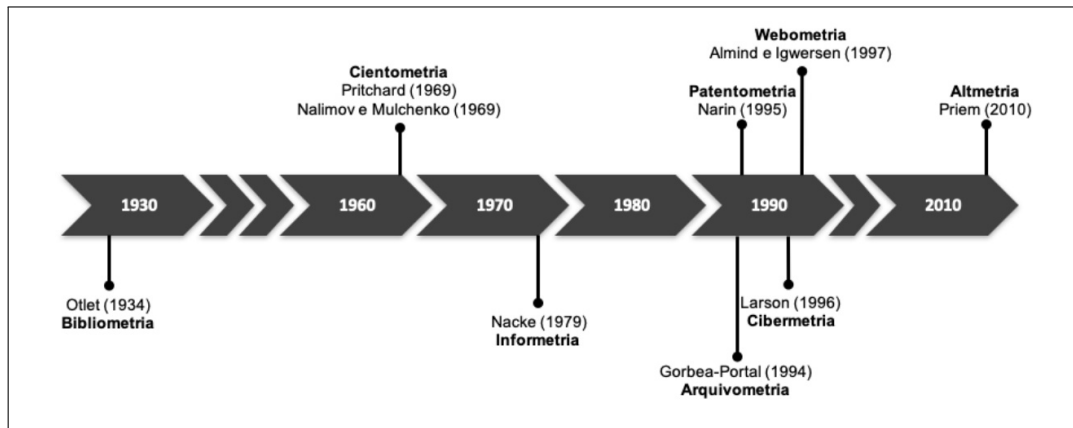 Webometria
Almind e Igwersen (1997)
Cientometria
Pritchard (1969)
Nalimov e Mulchenko (1969)
Patentometria
Narin (1995)
Altmetria
Priem (2010)
1930
1960
1970
1980
1990
2010
Otlet (1934)
Bibliometria
Nacke (1979)
Informetria
Larson (1996)
Cibermetria
Gorbea-Portal (1994)
Arquivometria